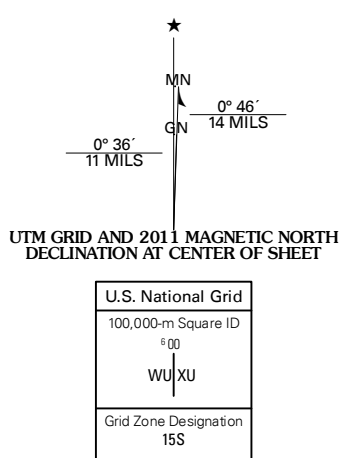 ★
MN
0° 46´
14 MILS
GN
0° 36´
11 MILS
UTM GRID AND 2011 MAGNETIC NORTH
DECLINATION AT CENTER OF SHEET
U.S. National Grid
100,000-m Square ID
⁶00
WU XU
Grid Zone Designation
15S